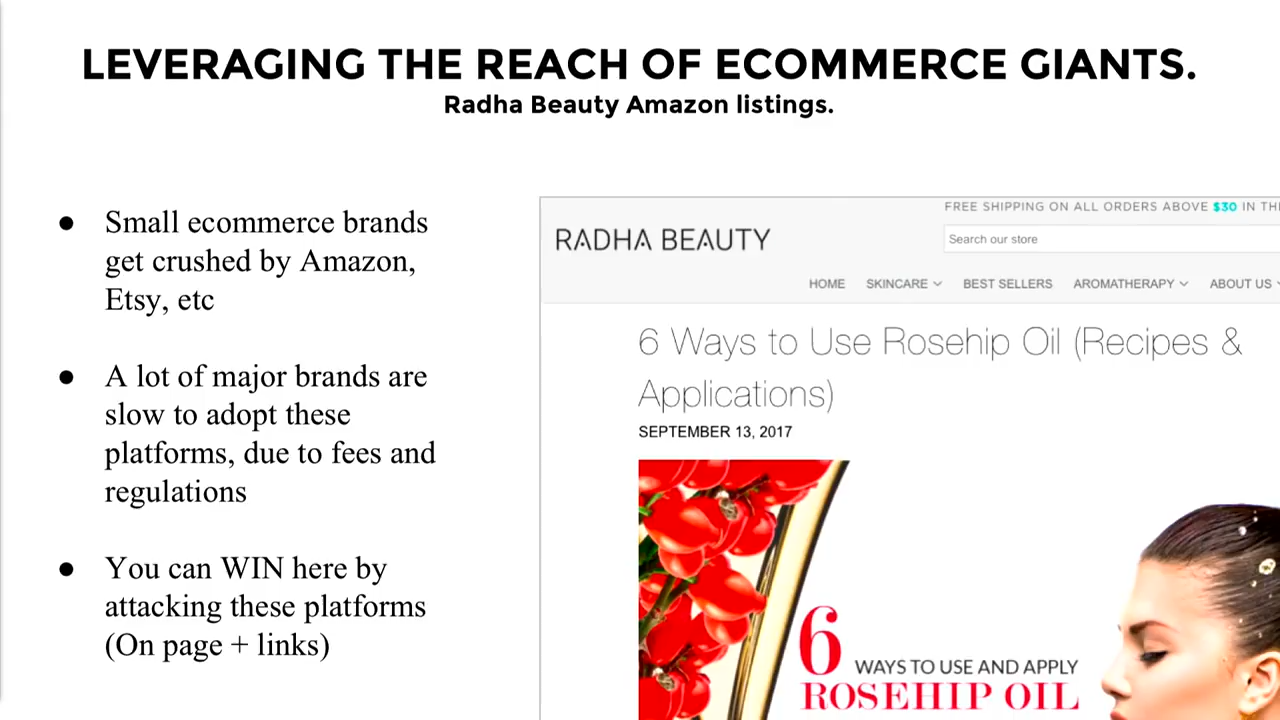 LEVERAGING THE REACH OF ECOMMERCE GIANTS.
Radha Beauty Amazon listings.
● Small ecommerce brands
get crushed by Amazon,
Etsy, etc
● A lot of major brands are
slow to adopt these
platforms, due to fees and
regulations
● You can WIN here by
attacking these platforms
(On page + links)
FREE SHIPPING ON ALL ORDERS ABOVE $30 IN
RADHA BEAUTY
Search our store
HOME SKINCARE BEST SELLERS AROMATHERAPY ABOUT US
6 Ways to Use Rosehip Oil (Recipes &
Applications)
SEPTEMBER 13, 2017
6 WAYS TO USE AND APPLY
ROSEHIP OIL